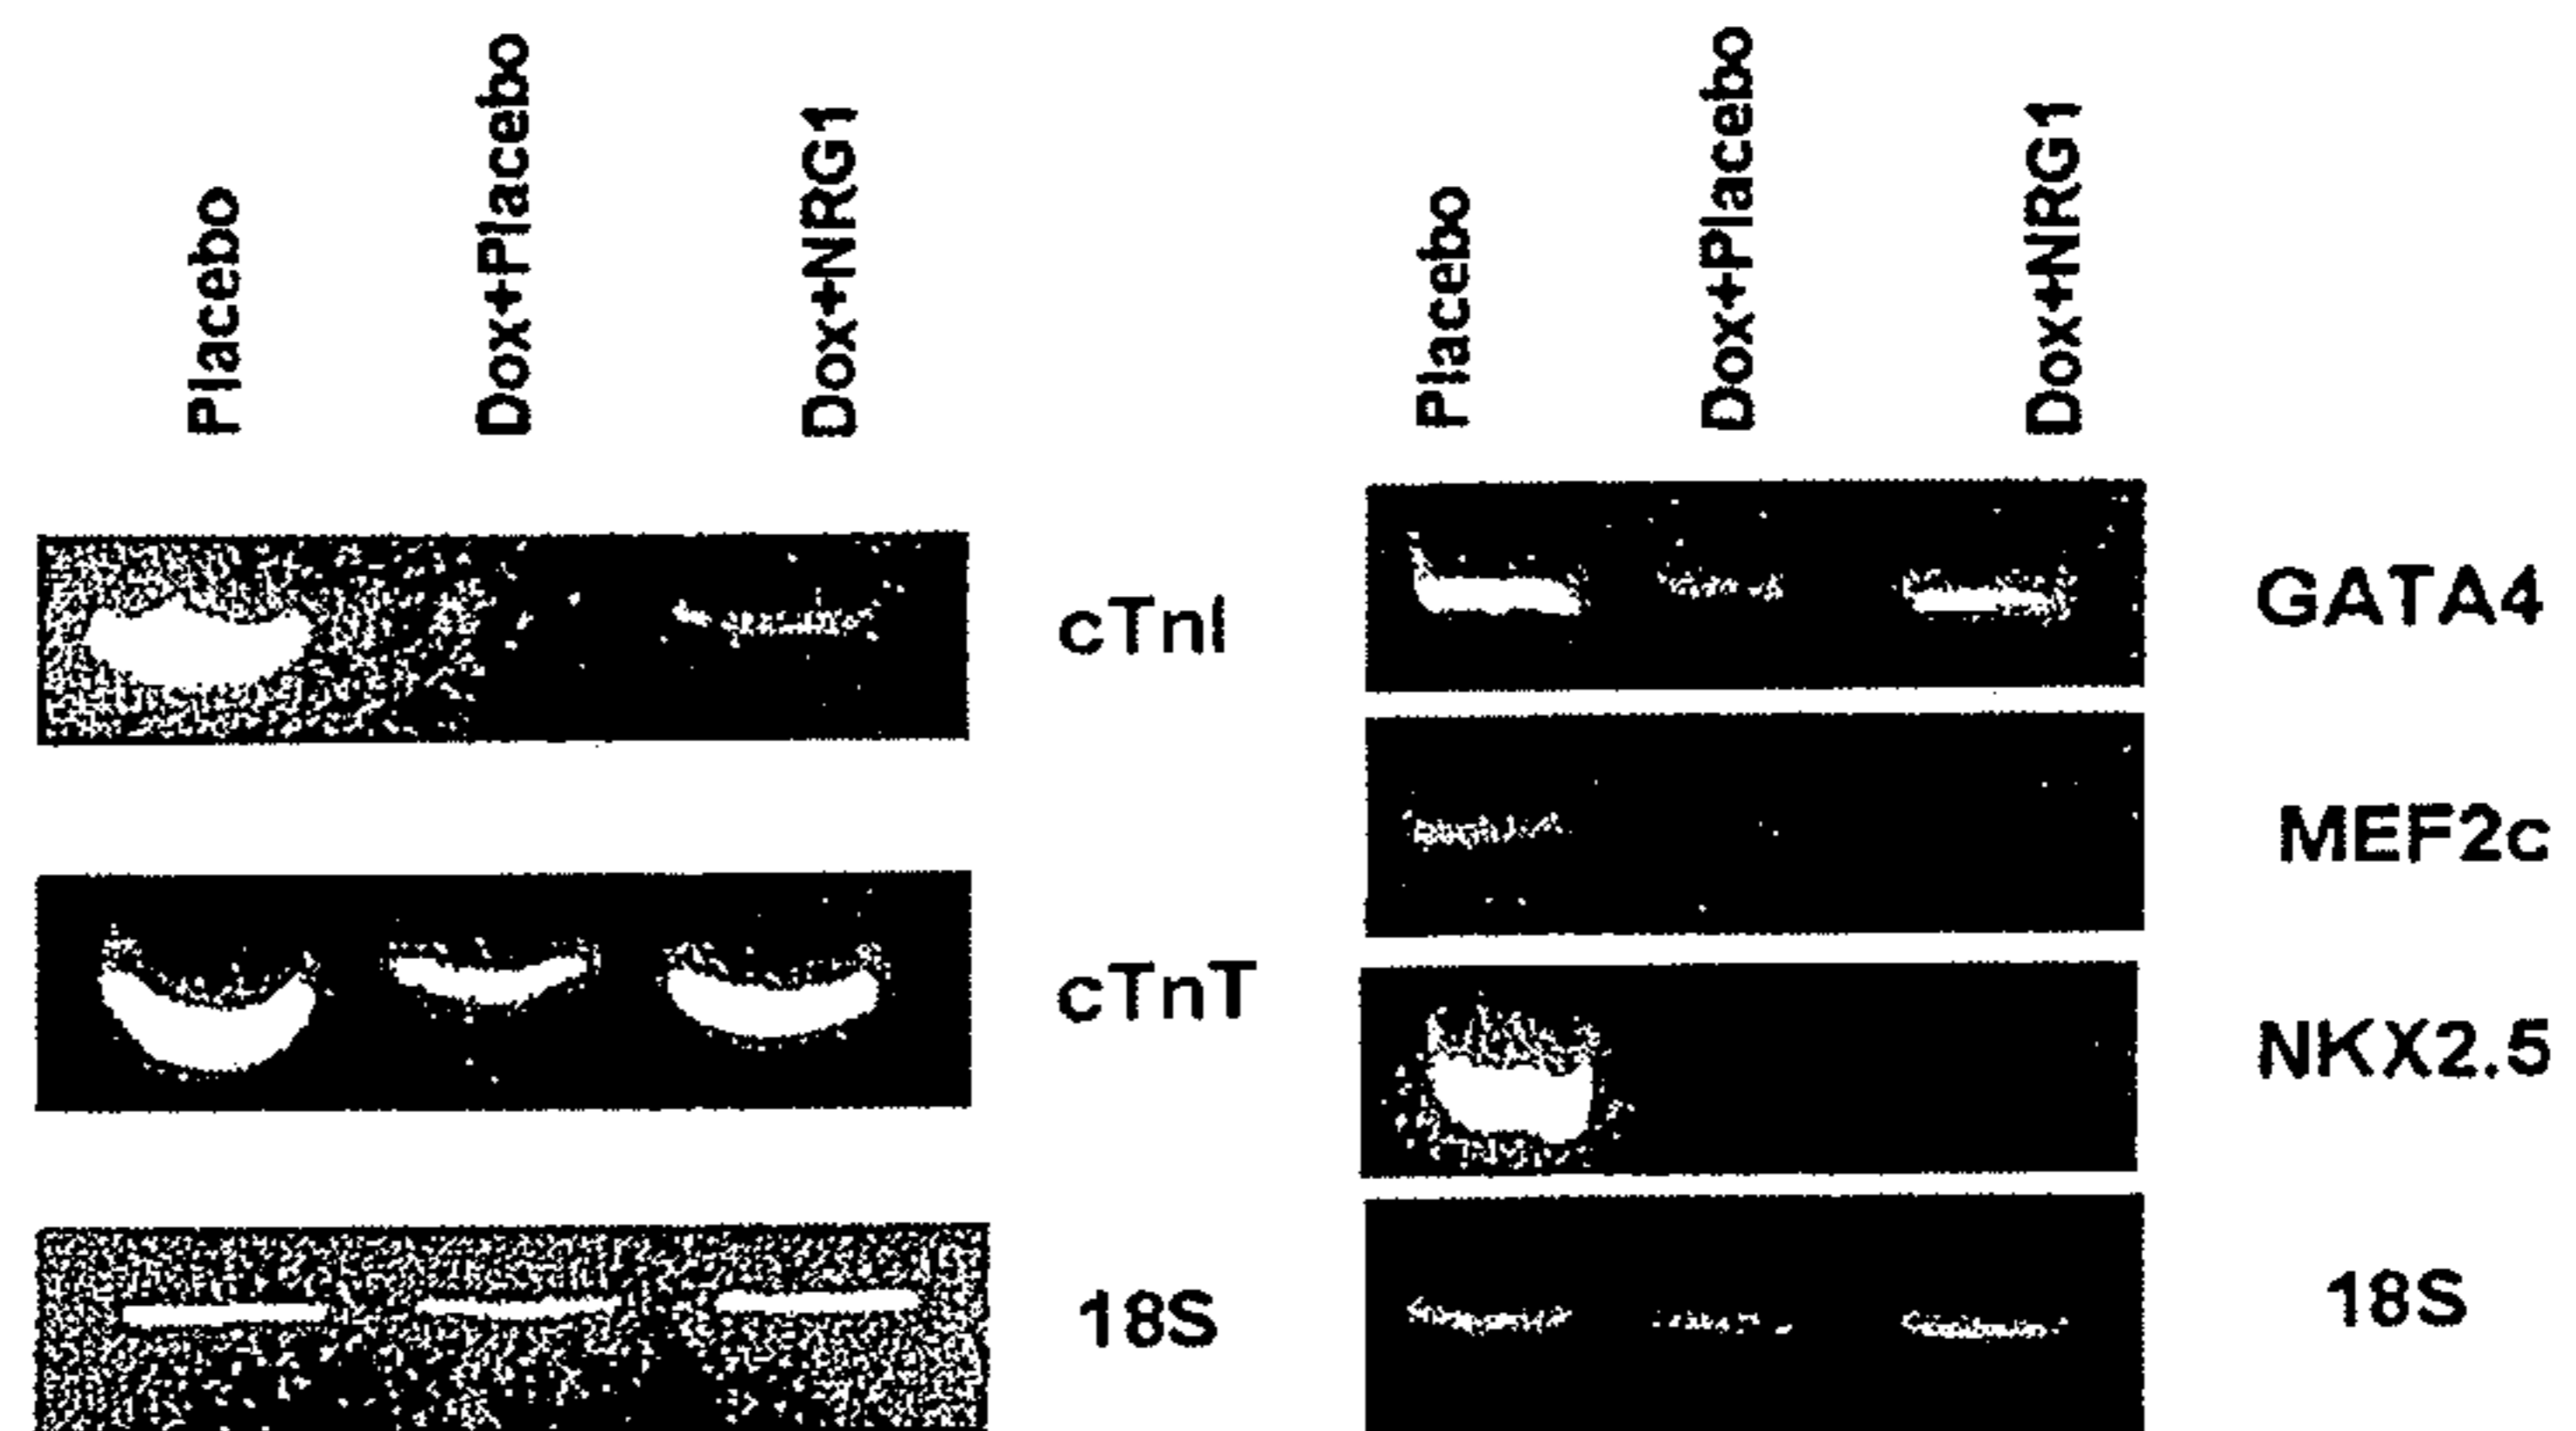 Placebo
Dox+Placebo
Dox+NRG1
cTnI
cTnT
18S
Placebo
Dox+Placebo
Dox+NRG1
GATA4
MEF2c
NKX2.5
18S